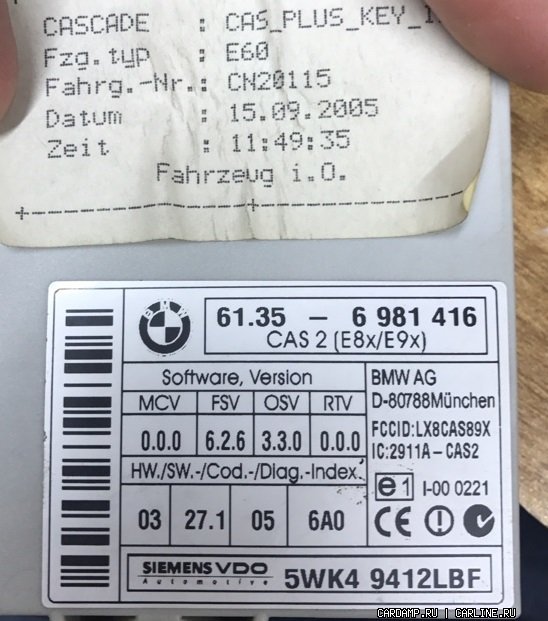 CASCADE : CAS_PLUS_KEY_1
Fzg.typ : E60
Fahrg.-Nr.: CN20115
Datum : 15.09.2005
Zeit : 11:49:35
Fahrzeug i.O.
BMW
61.35 - 6 981 416
CAS 2 (E8x/E9x)
Software, Version
MCV FSV OSV RTV
0.0.0 6.2.6 3.3.0 0.0.0
HW./SW.-/Cod.-/Diag.-Index.
03 27.1 05 6A0
BMW AG
D-80788München
FCCID:LX8CAS89X
IC:2911A-CAS2
e1 I-00 0221
CE
SIEMENS VDO
Automotive
5WK4 9412LBF
CARDAMP.RU | CARLINE.RU